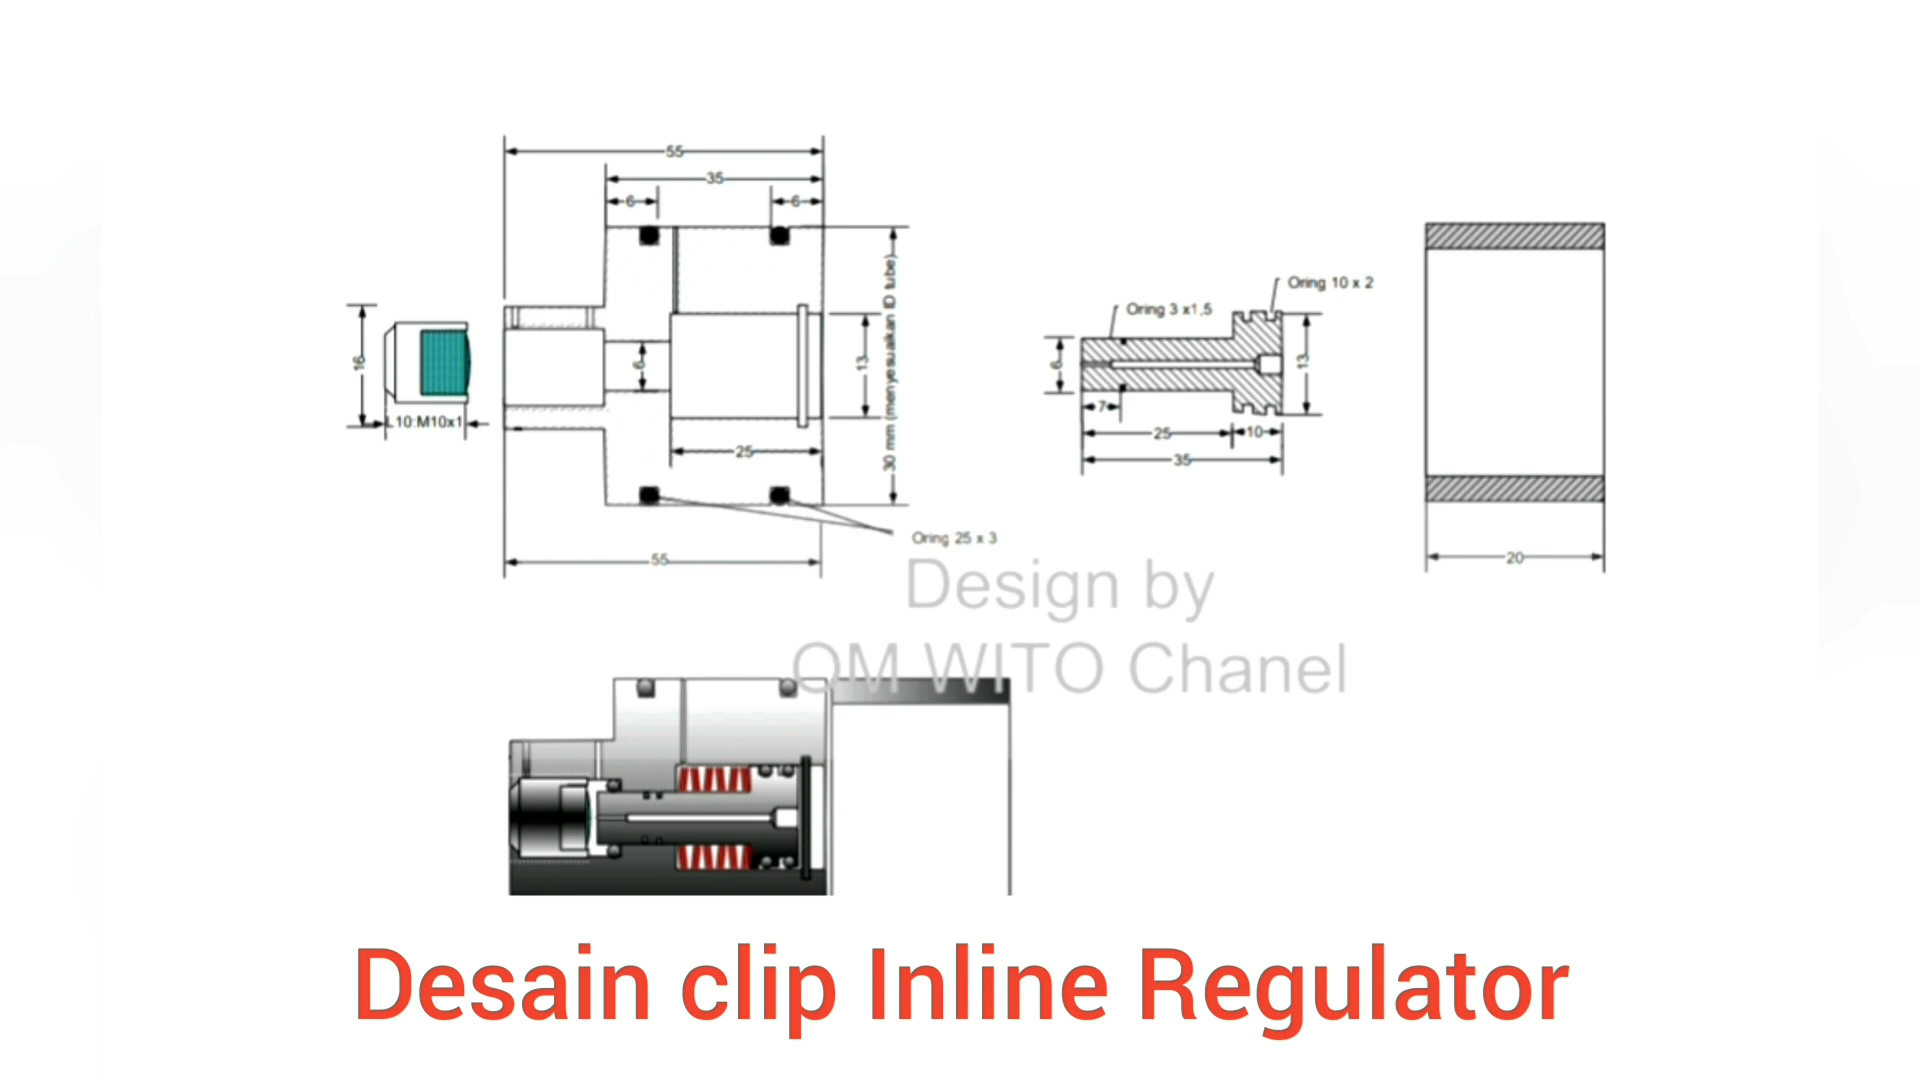 55
35
6
6
Oring 10 x 2
Oring 3 x1,5
16
6
13
30 mm (menyesuaikan ID tube)
6
13
7
L10:M10x1
25
10
25
35
Oring 25 x 3
55
20
Design by
OM WITO Chanel
Desain clip Inline Regulator